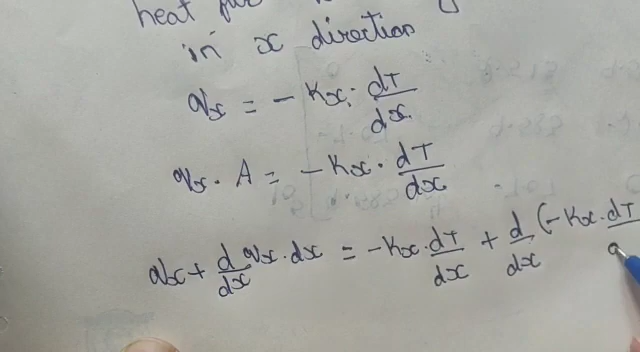 heat
in x direction
qx = - Kx · dT/dx
qx · A = - Kx · dT/dx
qx + d/dx qx · dx = - Kx · dT/dx + d/dx (- Kx · dT/